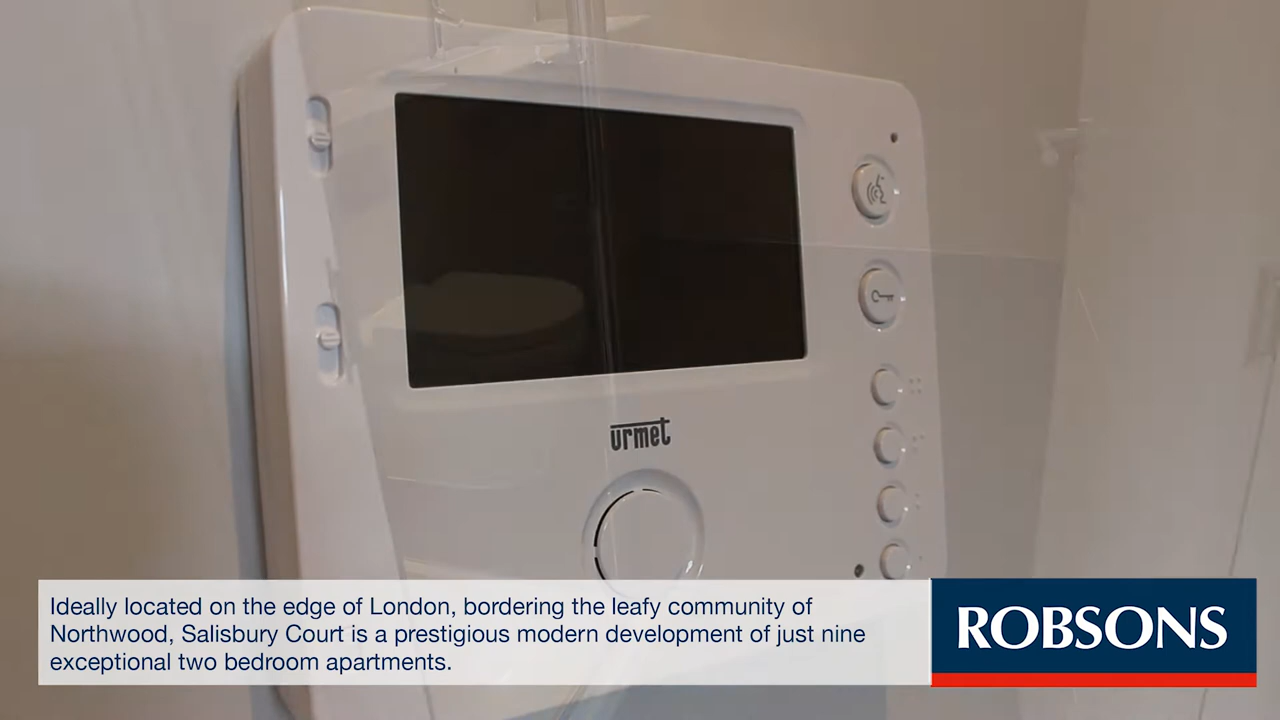 urmet
Ideally located on the edge of London, bordering the leafy community of
Northwood, Salisbury Court is a prestigious modern development of just nine
exceptional two bedroom apartments.
ROBSONS